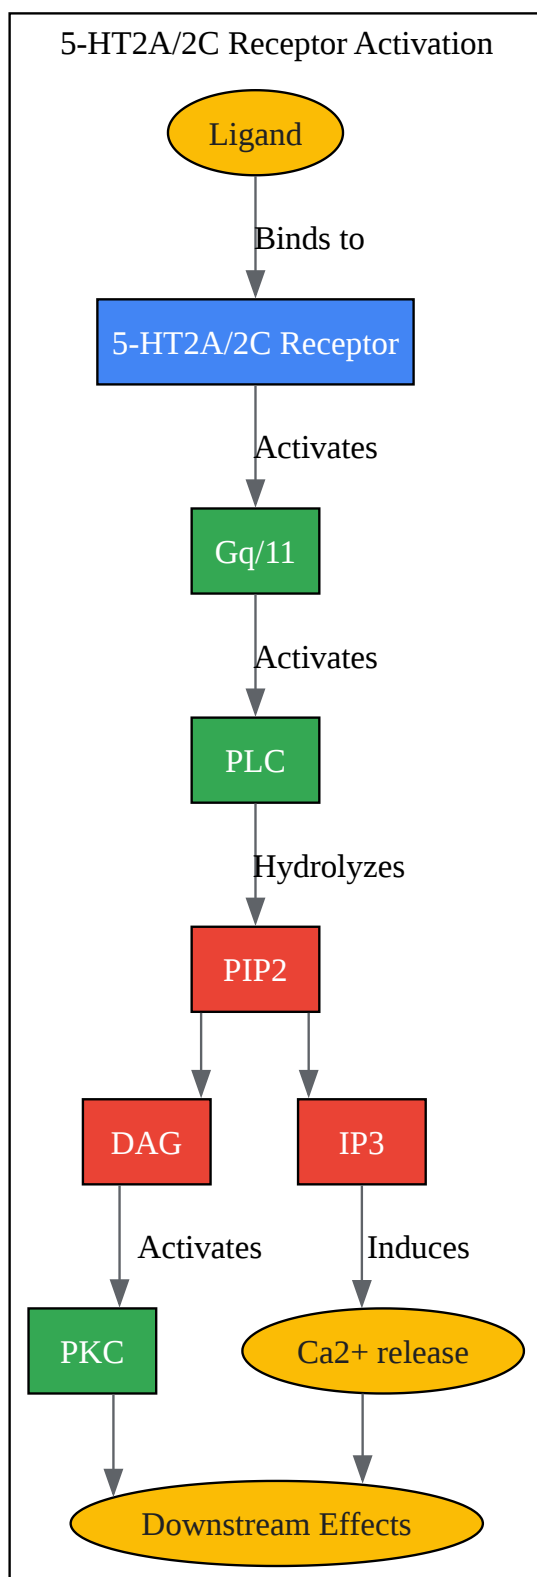 5-HT2A/2C Receptor Activation
Ligand
Binds to
5-HT2A/2C Receptor
Activates
Gq/11
Activates
PLC
Hydrolyzes
PIP2
DAG
IP3
Activates
Induces
PKC
Ca2+ release
Downstream Effects